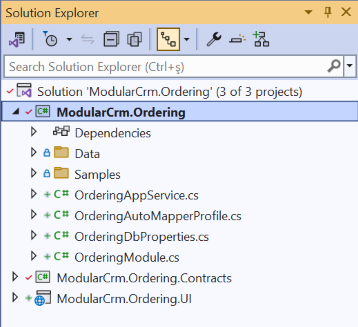 Solution Explorer
Search Solution Explorer (Ctrl+ş)
Solution 'ModularCrm.Ordering' (3 of 3 projects)
C# ModularCrm.Ordering
Dependencies
Data
Samples
C# OrderingAppService.cs
C# OrderingAutoMapperProfile.cs
C# OrderingDbProperties.cs
C# OrderingModule.cs
C# ModularCrm.Ordering.Contracts
ModularCrm.Ordering.UI